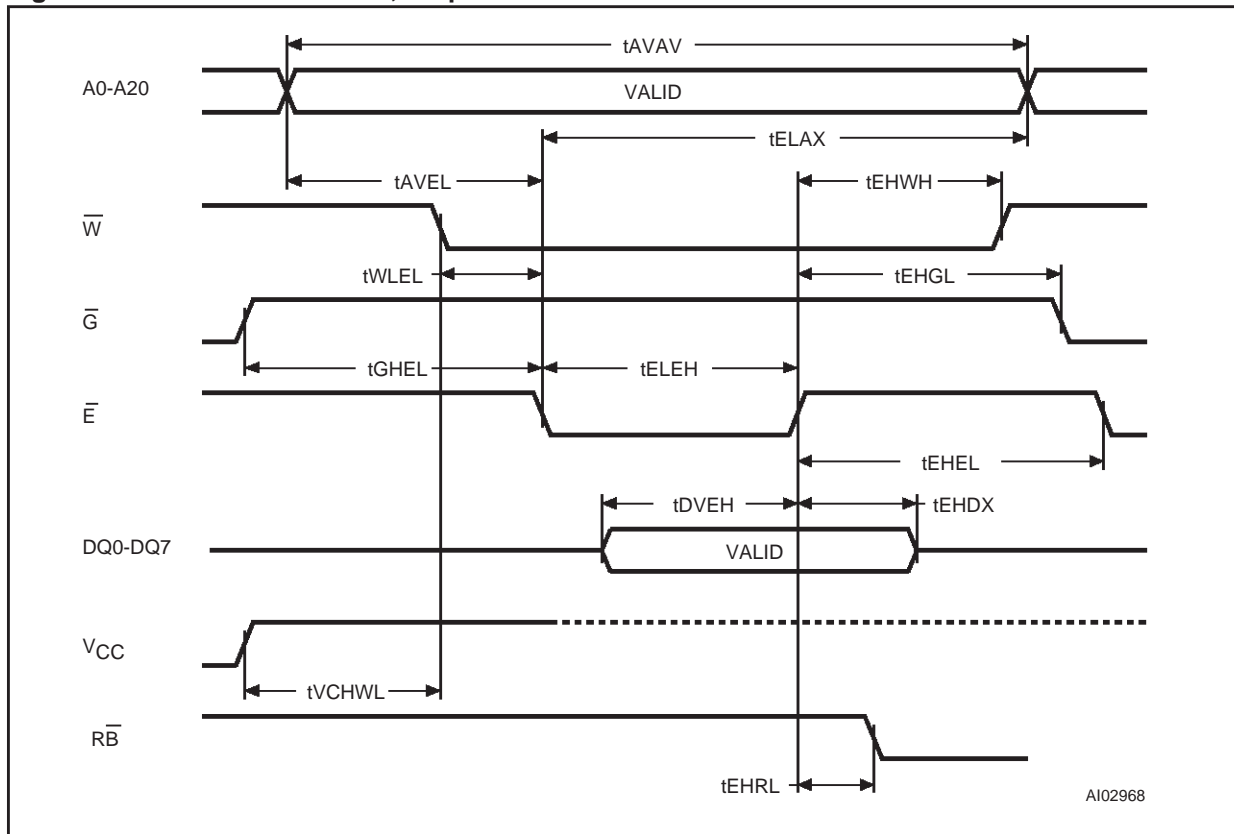 tAVAV
A0-A20
VALID
tELAX
tAVEL
tEHWH
W̅
tWLEL
tEHGL
G̅
tGHEL
tELEH
E̅
tEHEL
tDVEH
tEHDX
DQ0-DQ7
VALID
VCC
tVCHWL
RB̅
tEHRL
AI02968